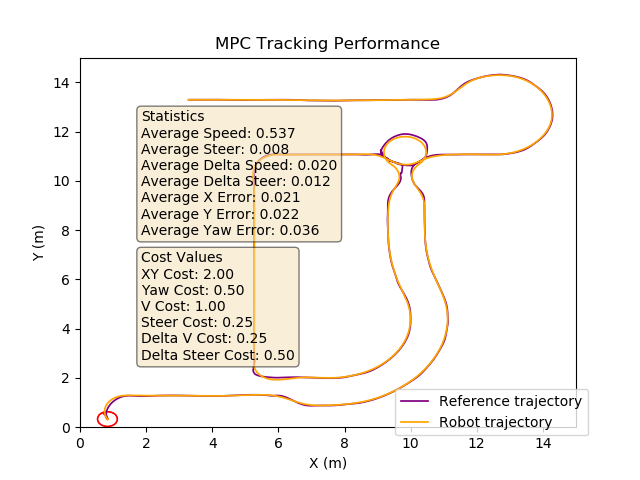 MPC Tracking Performance
Y (m)
14
12
10
8
6
4
2
0
Statistics
Average Speed: 0.537
Average Steer: 0.008
Average Delta Speed: 0.020
Average Delta Steer: 0.012
Average X Error: 0.021
Average Y Error: 0.022
Average Yaw Error: 0.036
Cost Values
XY Cost: 2.00
Yaw Cost: 0.50
V Cost: 1.00
Steer Cost: 0.25
Delta V Cost: 0.25
Delta Steer Cost: 0.50
Reference trajectory
Robot trajectory
0 2 4 6 8 10 12 14
X (m)